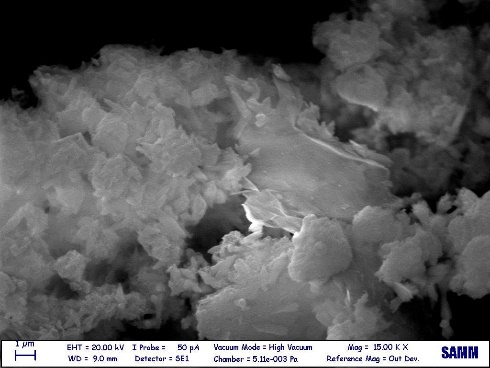 1 µm
EHT = 20.00 kV   I Probe =   50 pA   Vacuum Mode = High Vacuum   Mag =   15.00 K X
WD =   9.0 mm   Detector = SE1   Chamber = 5.11e-003 Pa   Reference Mag = Out Dev.
SAMM